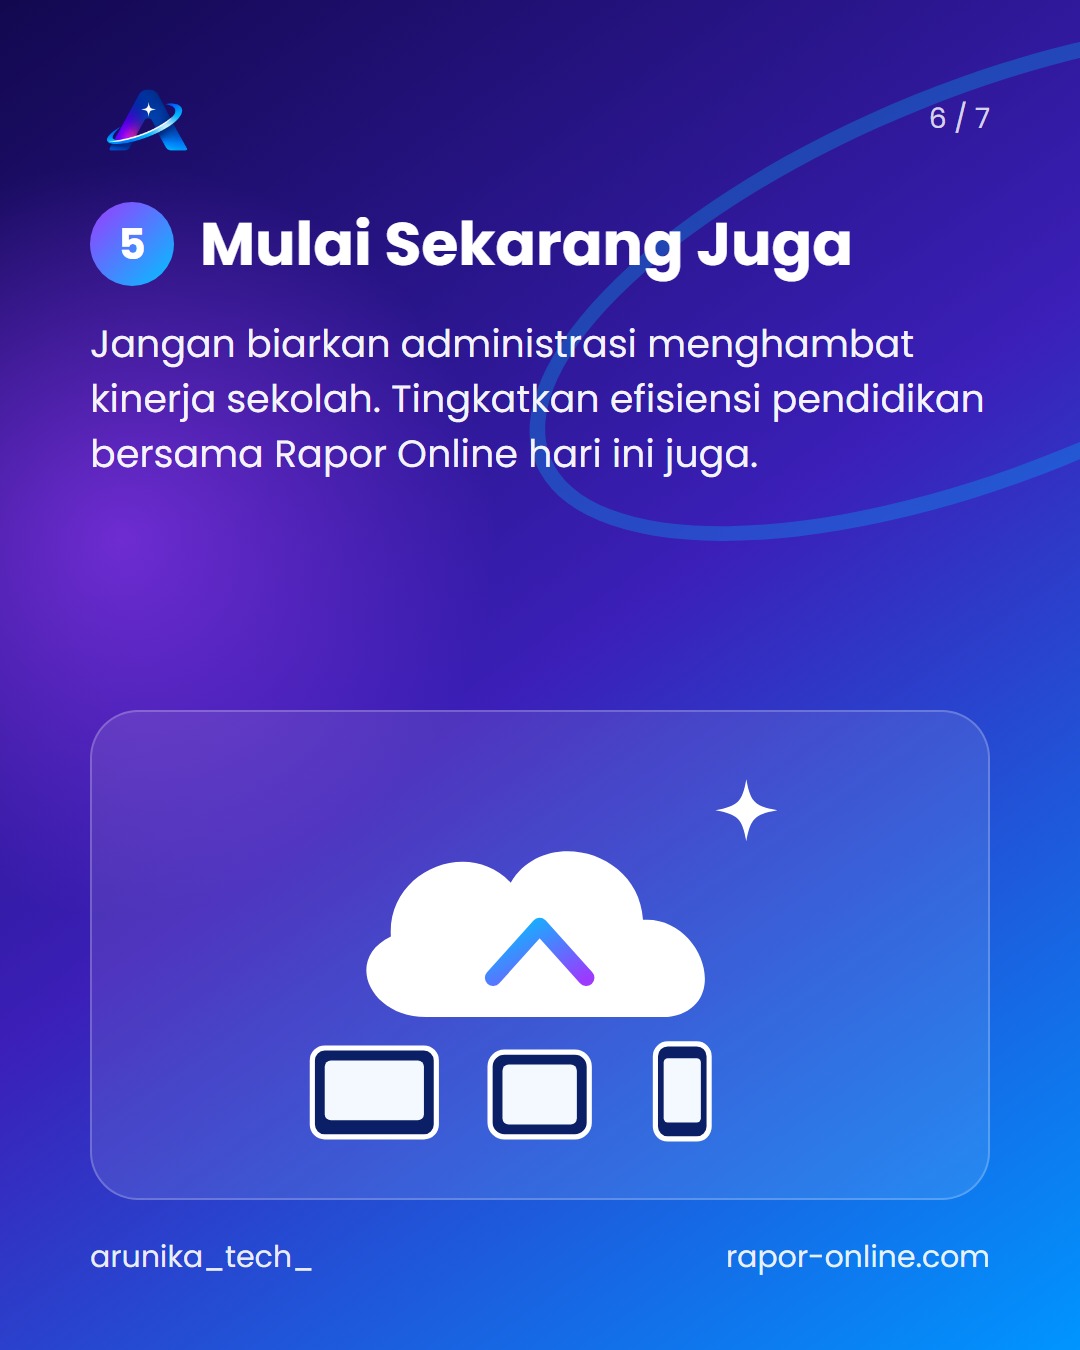 6 / 7
5 Mulai Sekarang Juga
Jangan biarkan administrasi menghambat
kinerja sekolah. Tingkatkan efisiensi pendidikan
bersama Rapor Online hari ini juga.
arunika_tech_
rapor-online.com